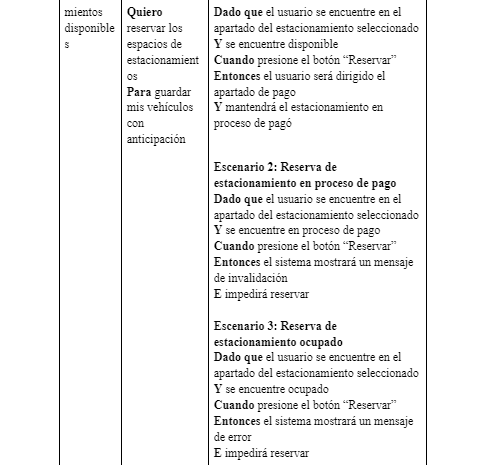 mientos
disponible
s
Quiero
reservar los
espacios de
estacionamient
os
Para guardar
mis vehículos
con
anticipación
Dado que el usuario se encuentre en el
apartado del estacionamiento seleccionado
Y se encuentre disponible
Cuando presione el botón “Reservar”
Entonces el usuario será dirigido el
apartado de pago
Y mantendrá el estacionamiento en
proceso de pagó
Escenario 2: Reserva de
estacionamiento en proceso de pago
Dado que el usuario se encuentre en el
apartado del estacionamiento seleccionado
Y se encuentre en proceso de pago
Cuando presione el botón “Reservar”
Entonces el sistema mostrará un mensaje
de invalidación
E impedirá reservar
Escenario 3: Reserva de
estacionamiento ocupado
Dado que el usuario se encuentre en el
apartado del estacionamiento seleccionado
Y se encuentre ocupado
Cuando presione el botón “Reservar”
Entonces el sistema mostrará un mensaje
de error
E impedirá reservar